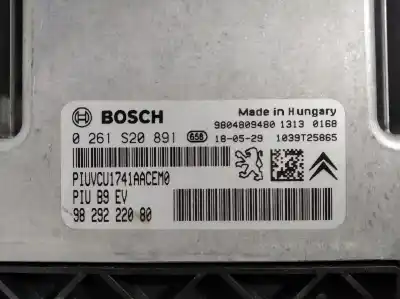 BOSCH
Made in Hungary
9804809480 1313 0168
0 261 S20 891 658 18-05-29 1039T25865
PIUVCU1741AACEM0
PIU B9 EV
98 292 220 80